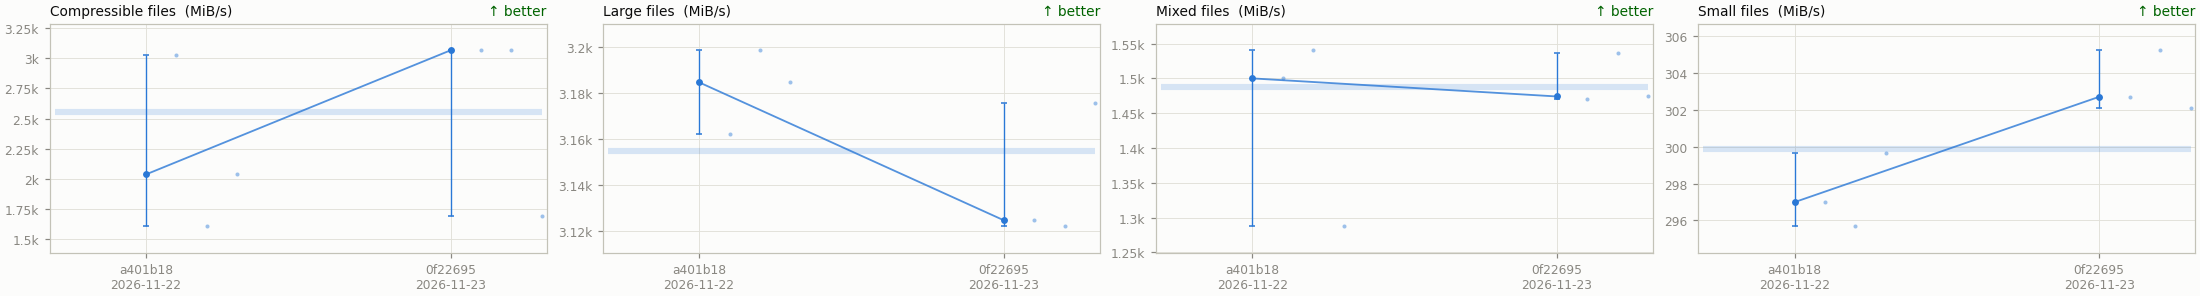 Compressible files (MiB/s) ↑ better
3.25k
3k
2.75k
2.5k
2.25k
2k
1.75k
1.5k
a401b18 0f22695
2026-11-22 2026-11-23
Large files (MiB/s) ↑ better
3.2k
3.18k
3.16k
3.14k
3.12k
a401b18 0f22695
2026-11-22 2026-11-23
Mixed files (MiB/s) ↑ better
1.55k
1.5k
1.45k
1.4k
1.35k
1.3k
1.25k
a401b18 0f22695
2026-11-22 2026-11-23
Small files (MiB/s) ↑ better
306
304
302
300
298
296
a401b18 0f22695
2026-11-22 2026-11-23